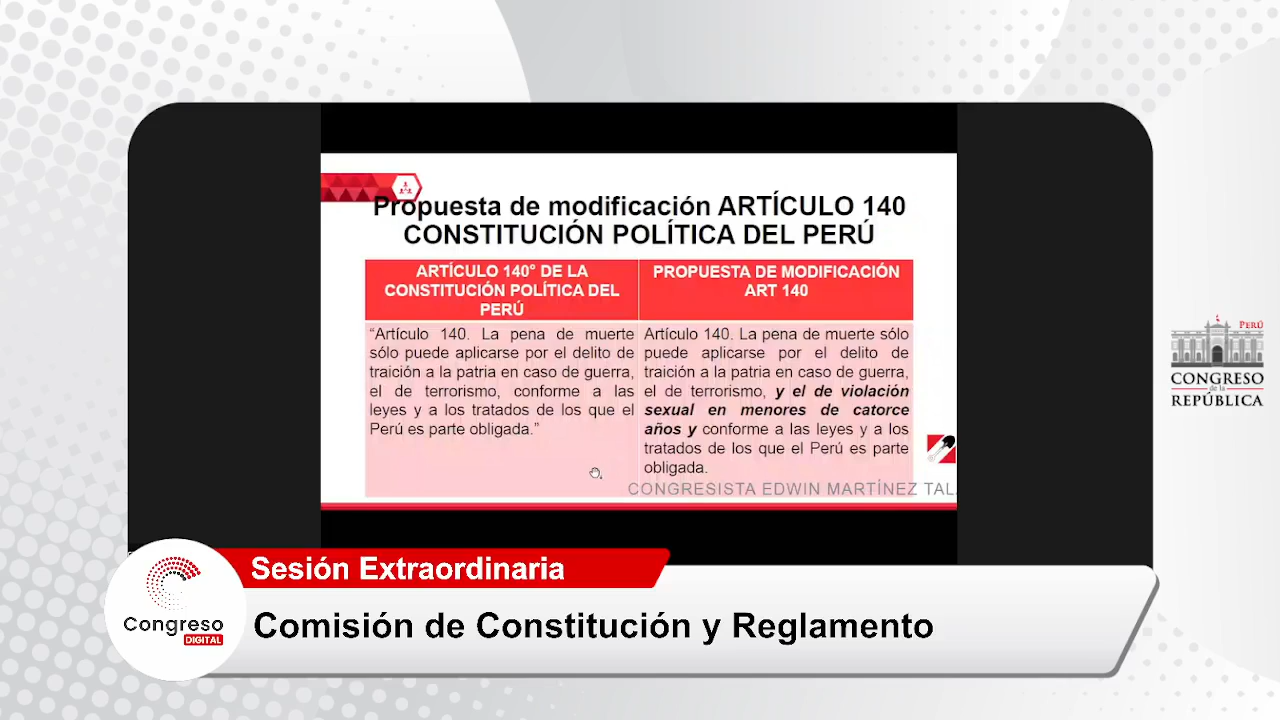 Propuesta de modificación ARTÍCULO 140
CONSTITUCIÓN POLÍTICA DEL PERÚ
ARTÍCULO 140° DE LA
CONSTITUCIÓN POLÍTICA DEL
PERÚ
PROPUESTA DE MODIFICACIÓN
ART 140
“Artículo 140. La pena de muerte
sólo puede aplicarse por el delito de
traición a la patria en caso de guerra,
el de terrorismo, conforme a las
leyes y a los tratados de los que el
Perú es parte obligada.”
Artículo 140. La pena de muerte sólo
puede aplicarse por el delito de
traición a la patria en caso de guerra,
el de terrorismo, y el de violación
sexual en menores de catorce
años y conforme a las leyes y a los
tratados de los que el Perú es parte
obligada.
CONGRESISTA EDWIN MARTÍNEZ TAL
PERÚ
CONGRESO
de la
REPÚBLICA
Sesión Extraordinaria
Congreso
DIGITAL
Comisión de Constitución y Reglamento